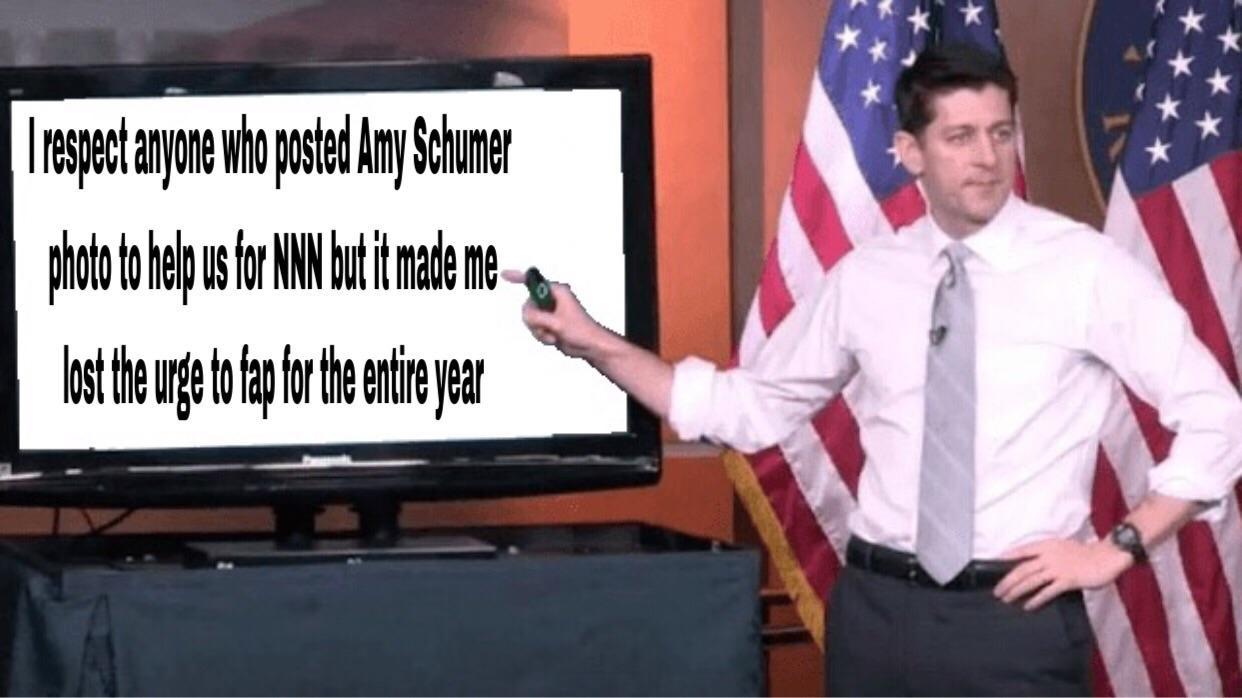 I respect anyone who posted Amy Schumer
photo to help us for NNN but it made me
lost the urge to fap for the entire year
Panasonic